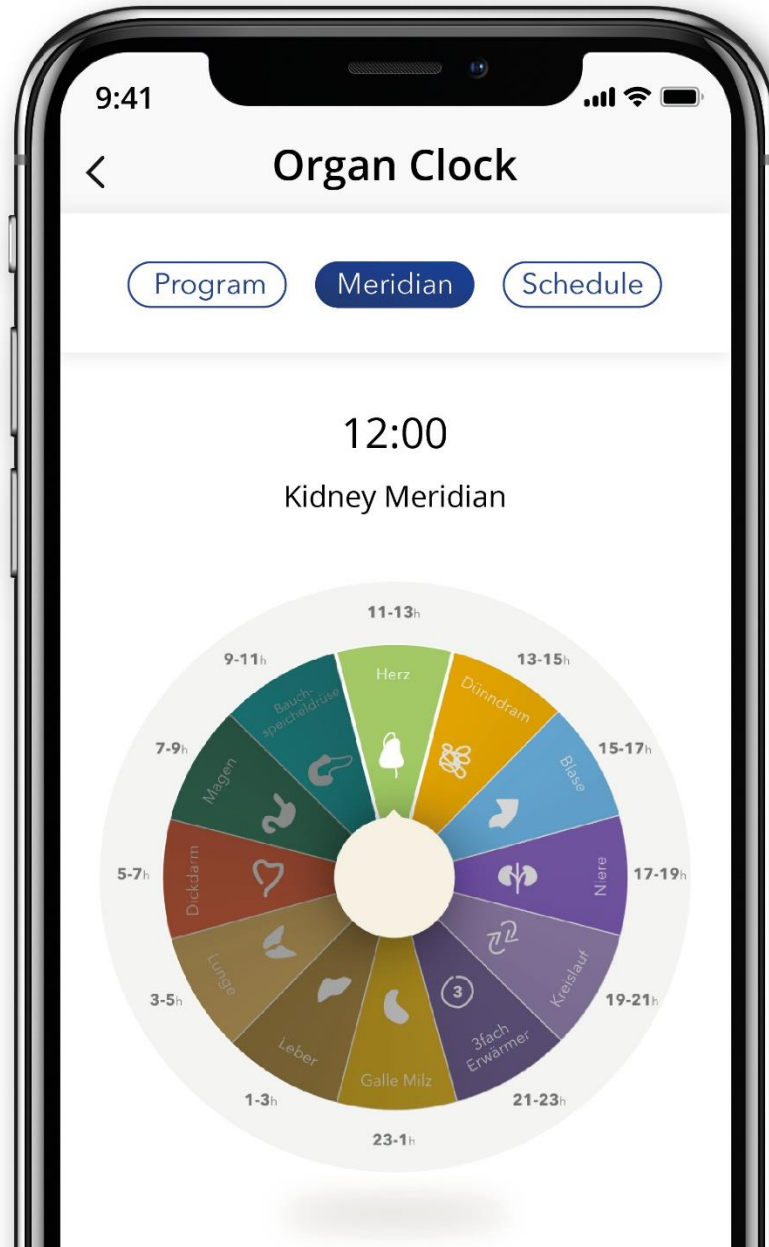 9:41
Organ Clock
Program
Meridian
Schedule
12:00
Kidney Meridian
11-13h
13-15h
15-17h
17-19h
19-21h
21-23h
23-1h
1-3h
3-5h
5-7h
7-9h
9-11h
Herz
Dünndram
Blase
Niere
Kreislauf
3
3fach
Erwärmer
Galle Milz
Leber
Lunge
Dickdarm
Magen
Bauch-
speicheldrüse